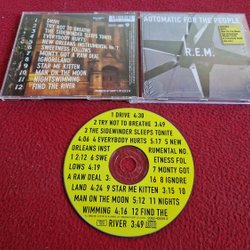 DRIVE
TRY NOT TO BREATHE
THE SIDEWINDER SLEEPS TONITE
EVERYBODY HURTS
NEW ORLEANS INSTRUMENTAL No. 1
SWEETNESS FOLLOWS
MONTY GOT A RAW DEAL
IGNORELAND
STAR ME KITTEN
MAN ON THE MOON
NIGHTSWIMMING
12 FIND THE RIVER
AUTOMATIC FOR THE PEOPLE
R.E.M.
1 DRIVE 4:30
2 TRY NOT TO BREATHE 3:49
3 THE SIDEWINDER SLEEPS TONITE
4:06 4 EVERYBODY HURTS 5:17 5 NEW
ORLEANS INST RUMENTAL NO.
1 2:12 6 SWE ETNESS FOL
LOWS 4:19 7 MONTY GOT
A RAW DEAL 3: 16 8 IGNORE
LAND 4:24 9 STAR ME KITTEN 3:15 10
MAN ON THE MOON 5:12 11 NIGHTS
WIMMING 4:16 12 FIND THE
RIVER 3:49